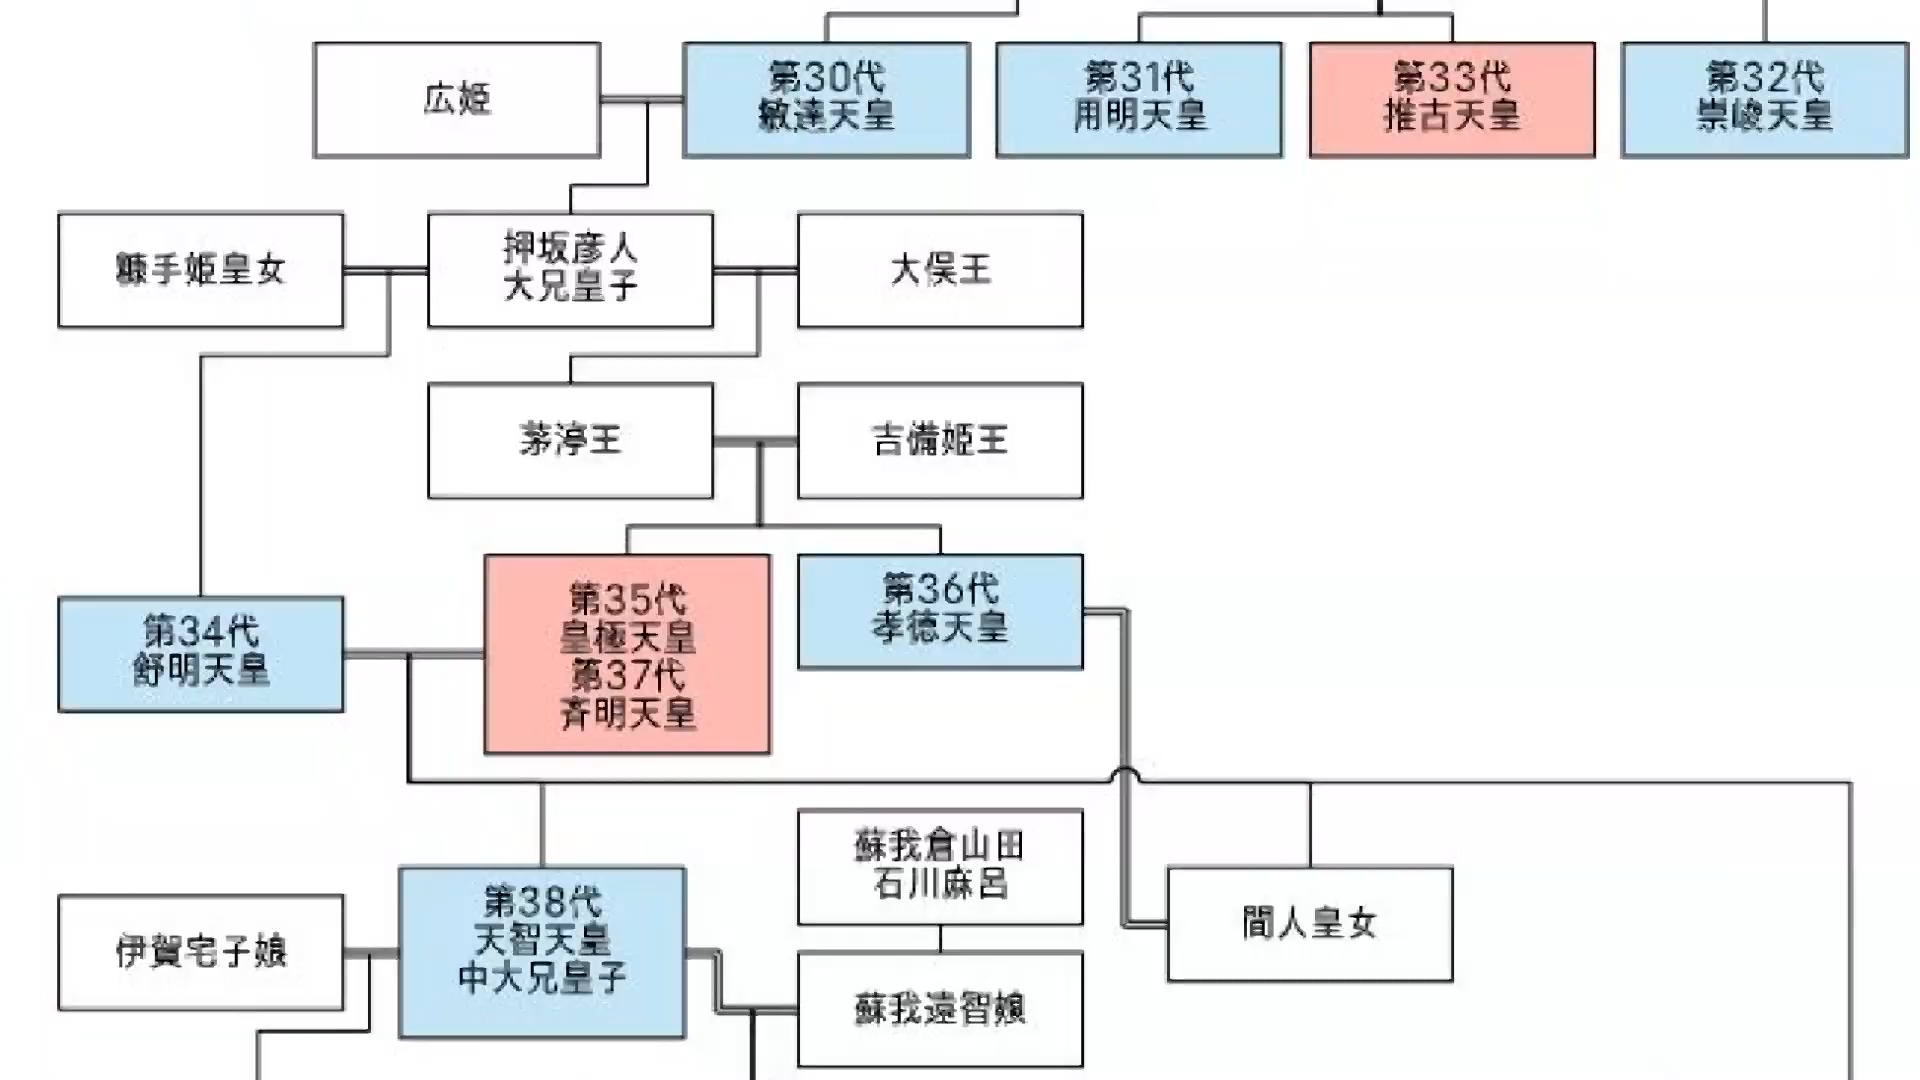 広姫
第30代
敏達天皇
第31代
用明天皇
第33代
推古天皇
第32代
崇峻天皇
糠手姫皇女
押坂彦人
大兄皇子
大俣王
茅渟王
吉備姫王
第34代
舒明天皇
第35代
皇極天皇
第37代
斉明天皇
第36代
孝徳天皇
蘇我倉山田
石川麻呂
間人皇女
伊賀宅子娘
第38代
天智天皇
中大兄皇子
蘇我遠智娘